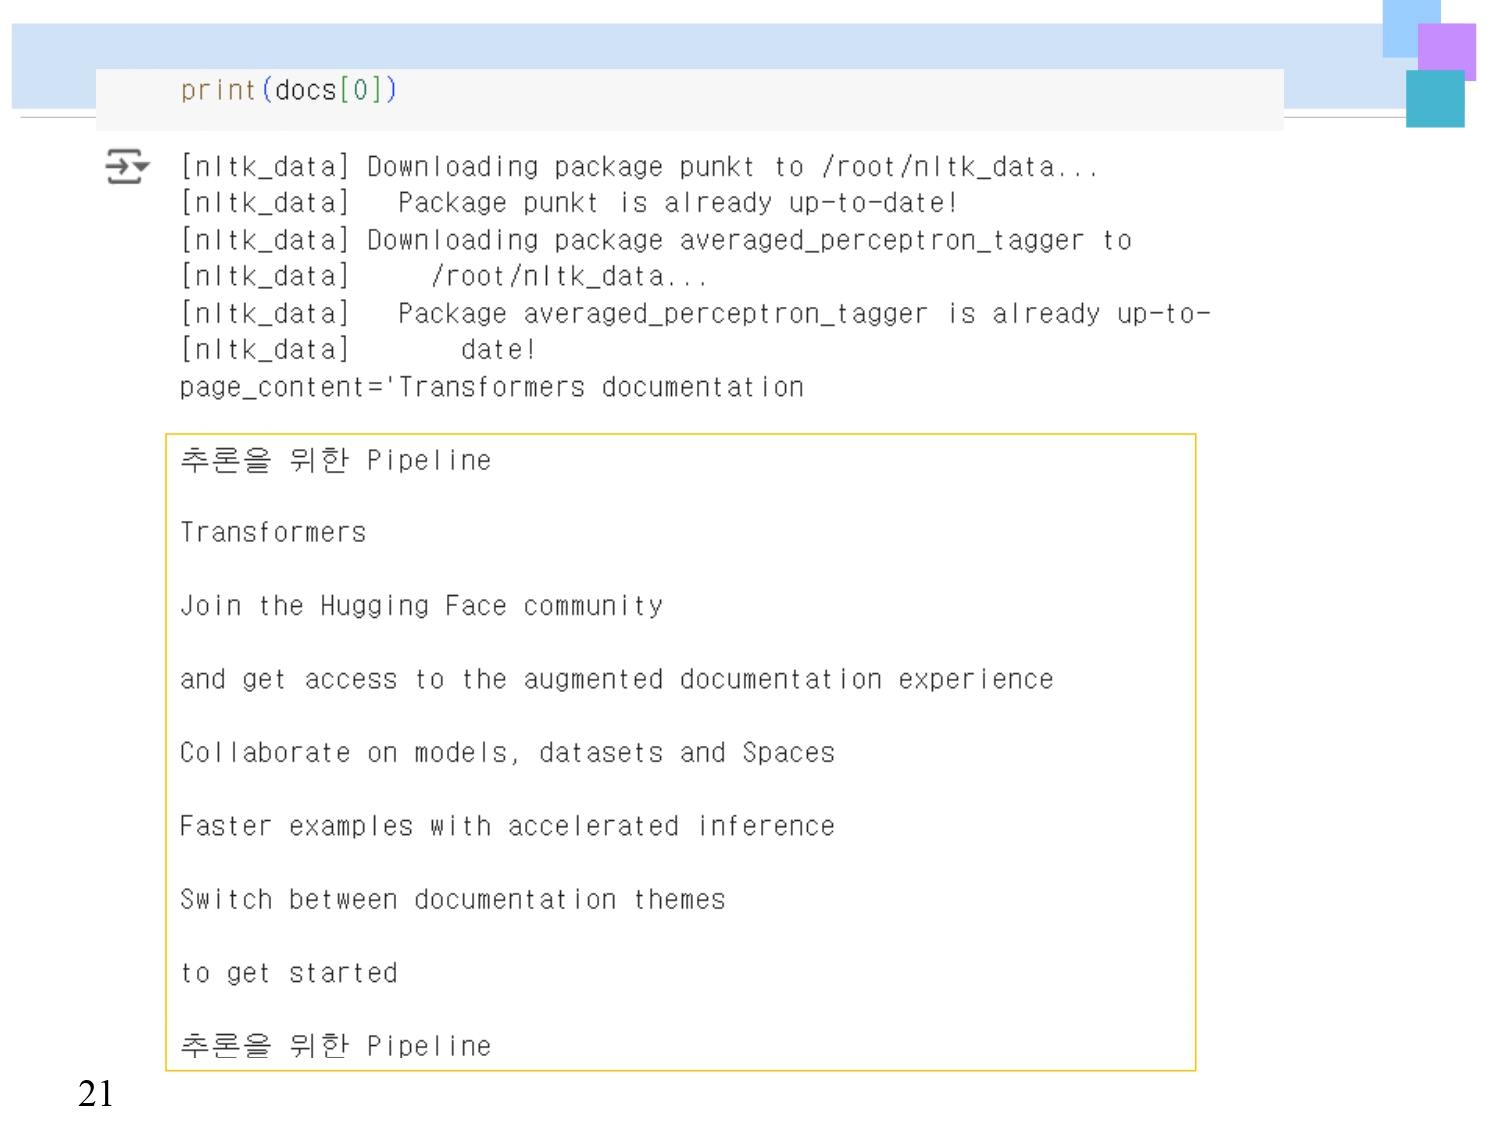 print(docs[0])
[nltk_data] Downloading package punkt to /root/nltk_data...
[nltk_data]   Package punkt is already up-to-date!
[nltk_data] Downloading package averaged_perceptron_tagger to
[nltk_data]     /root/nltk_data...
[nltk_data]   Package averaged_perceptron_tagger is already up-to-
[nltk_data]       date!
page_content='Transformers documentation
추론을 위한 Pipeline
Transformers
Join the Hugging Face community
and get access to the augmented documentation experience
Collaborate on models, datasets and Spaces
Faster examples with accelerated inference
Switch between documentation themes
to get started
추론을 위한 Pipeline
21